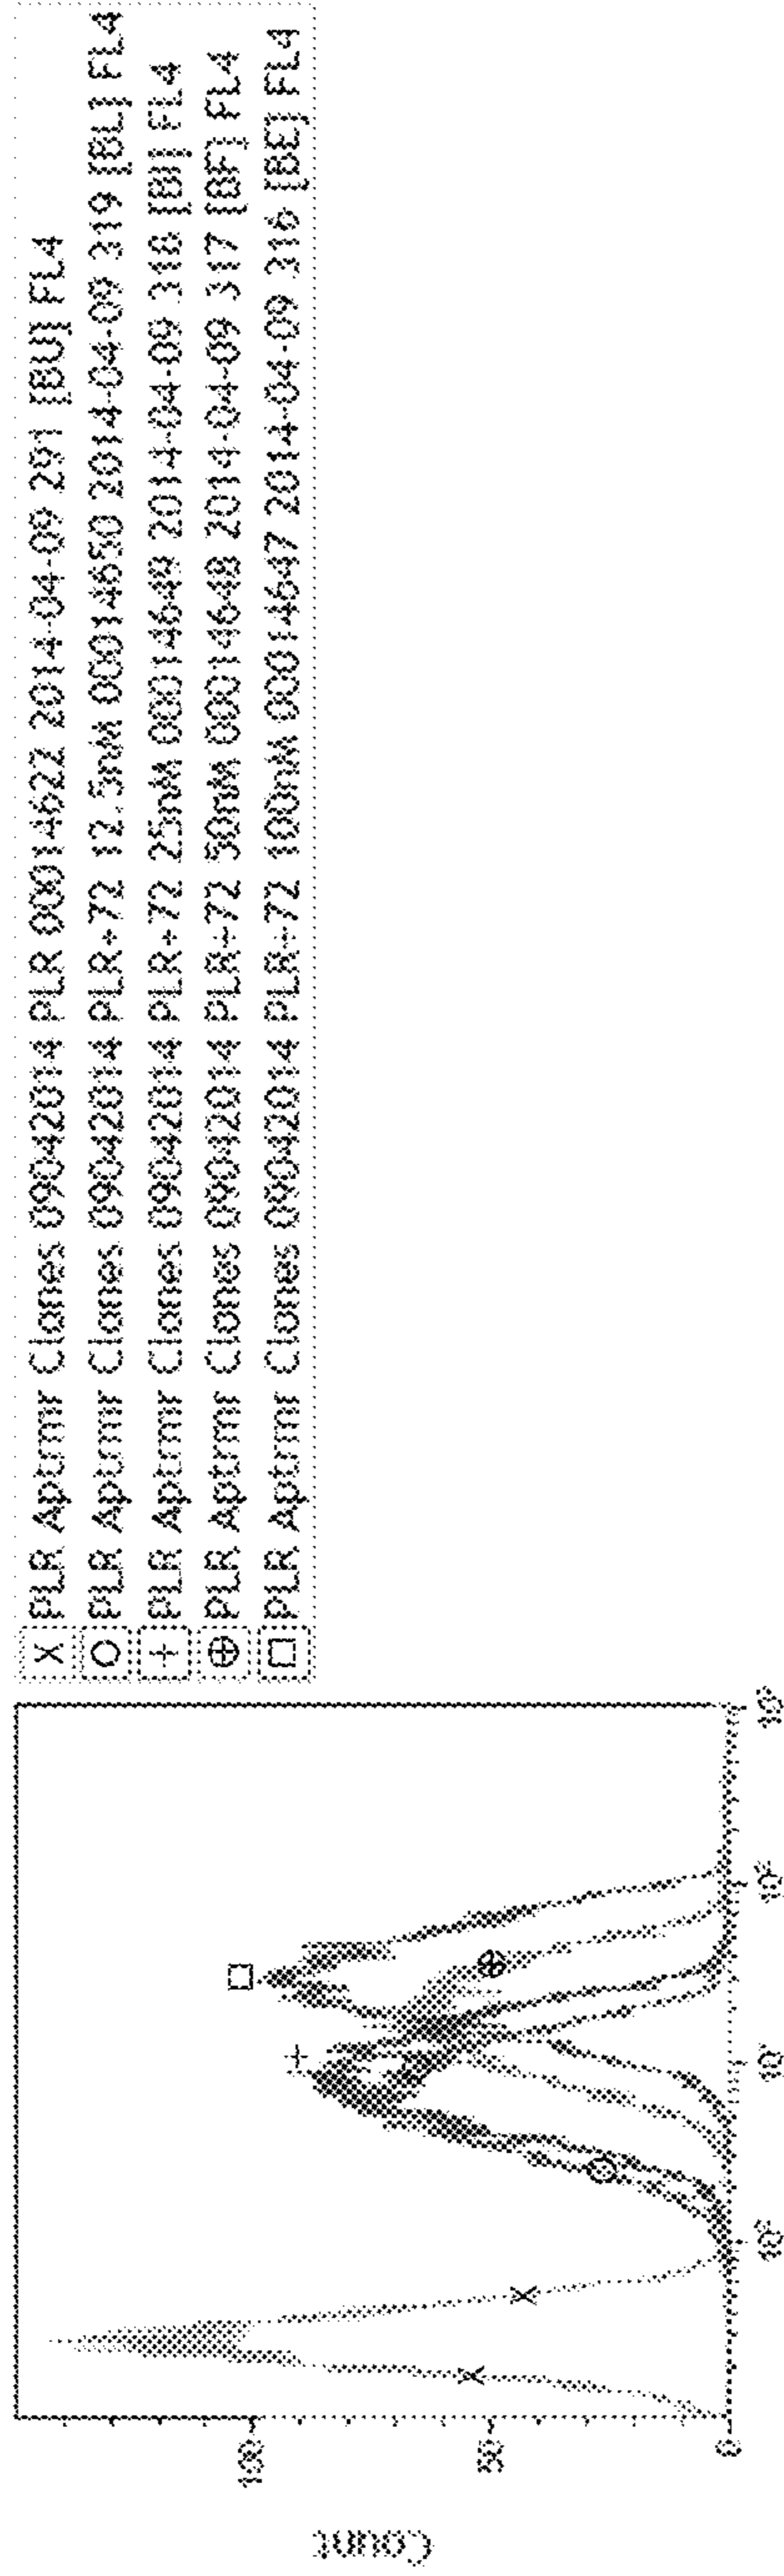 PLR Aptmr Clones 09042014 PLR 00014622 2014-04-09 291 [BU] FL4
PLR Aptmr Clones 09042014 PLR+72 12.5nM 00014650 2014-04-09 319 [BL] FL4
PLR Aptmr Clones 09042014 PLR+72 25nM 00014649 2014-04-09 318 [BI] FL4
PLR Aptmr Clones 09042014 PLR+72 50nM 00014648 2014-04-09 317 [BF] FL4
PLR Aptmr Clones 09042014 PLR+72 100nM 00014647 2014-04-09 316 [BE] FL4
Count
100
50
0
10¹
10²